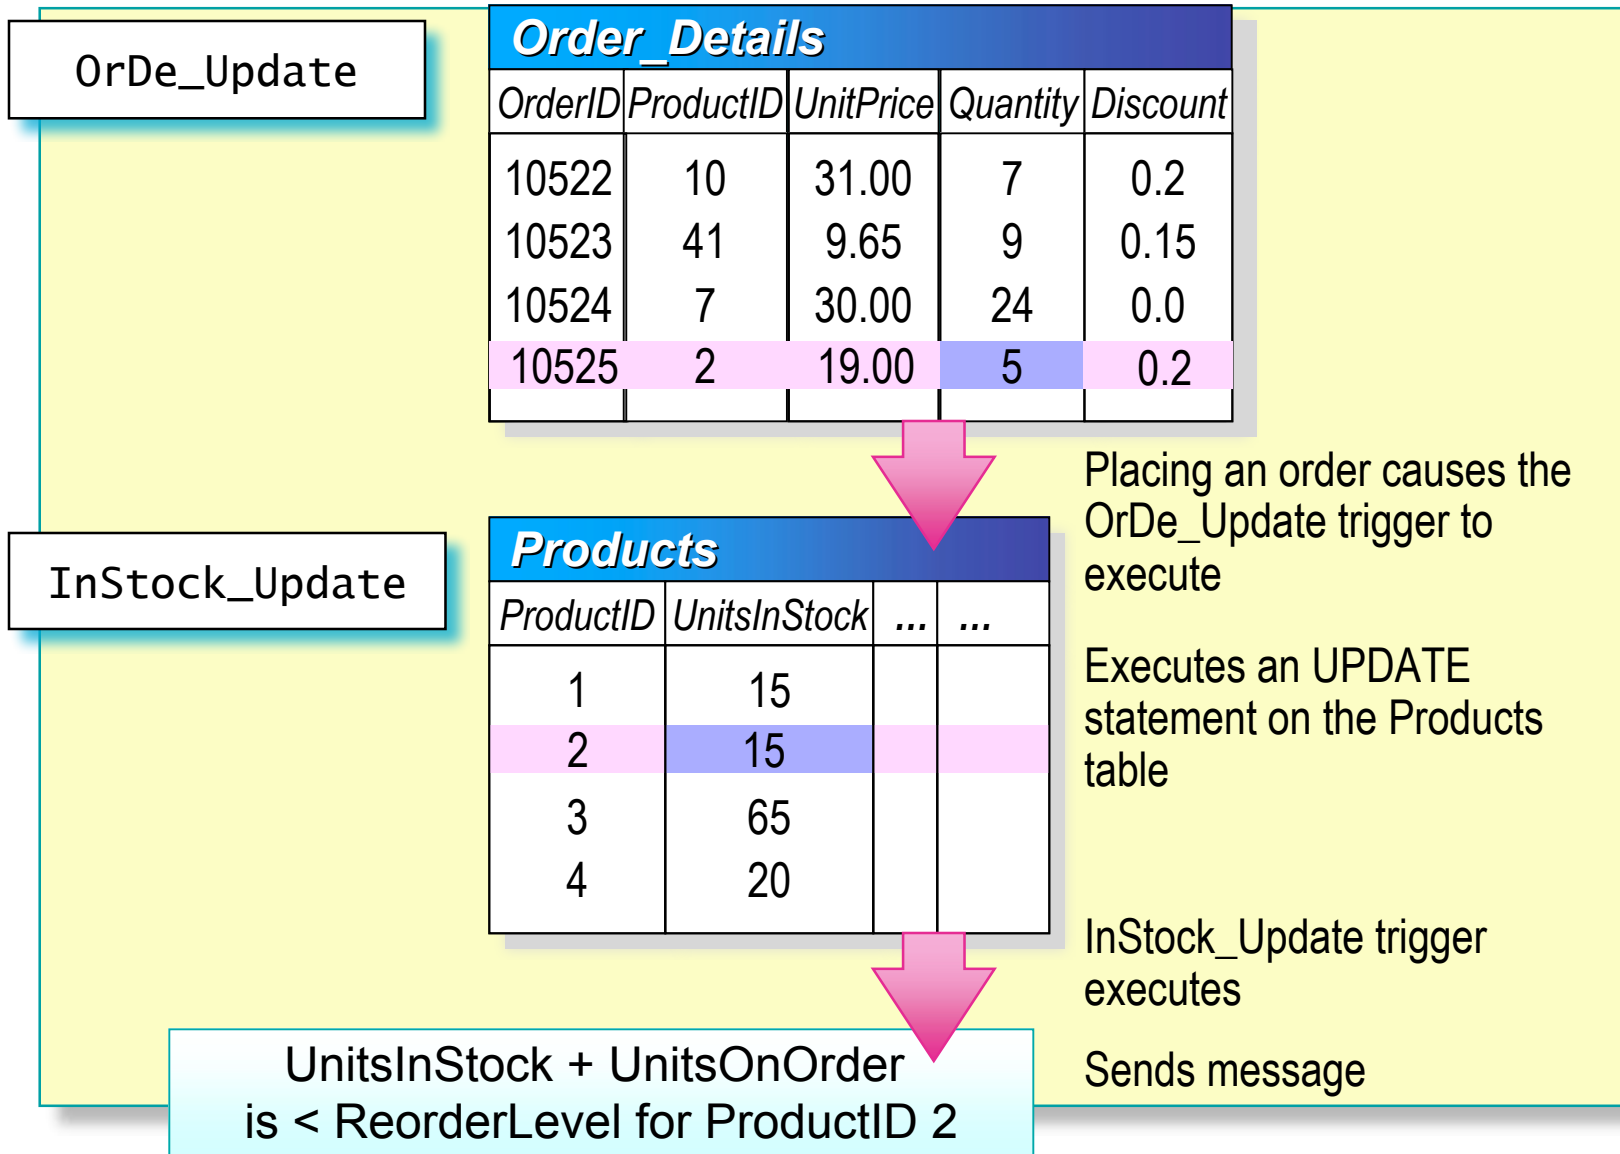 OrDe_Update
Order_Details
OrderID ProductID UnitPrice Quantity Discount
10522 10 31.00 7 0.2
10523 41 9.65 9 0.15
10524 7 30.00 24 0.0
10525 2 19.00 5 0.2
Placing an order causes the
OrDe_Update trigger to
execute
InStock_Update
Products
ProductID UnitsInStock ... ...
1 15
2 15
3 65
4 20
Executes an UPDATE
statement on the Products
table
InStock_Update trigger
executes
Sends message
UnitsInStock + UnitsOnOrder
is < ReorderLevel for ProductID 2